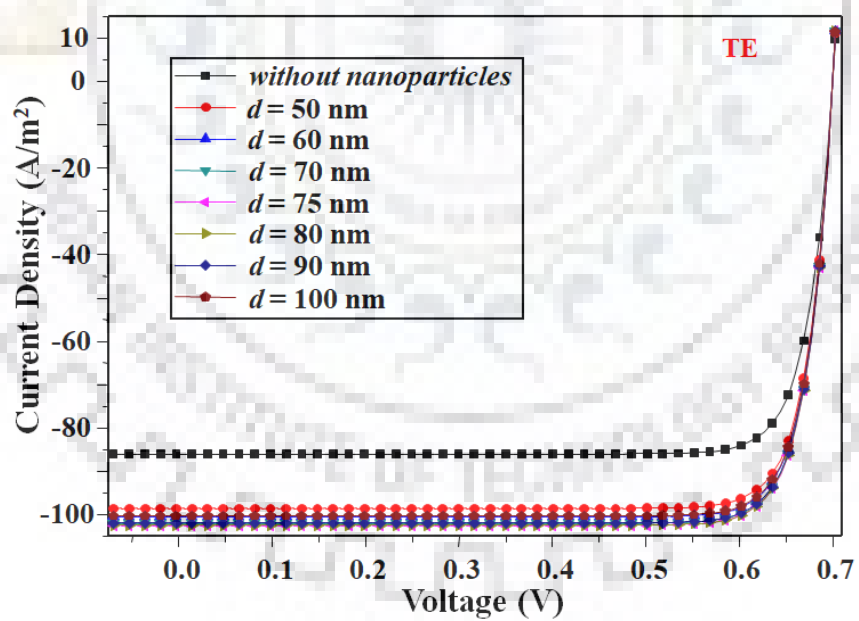 TE
without nanoparticles
d = 50 nm
d = 60 nm
d = 70 nm
d = 75 nm
d = 80 nm
d = 90 nm
d = 100 nm
Current Density (A/m²)
10
0
-20
-40
-60
-80
-100
0.0 0.1 0.2 0.3 0.4 0.5 0.6 0.7
Voltage (V)